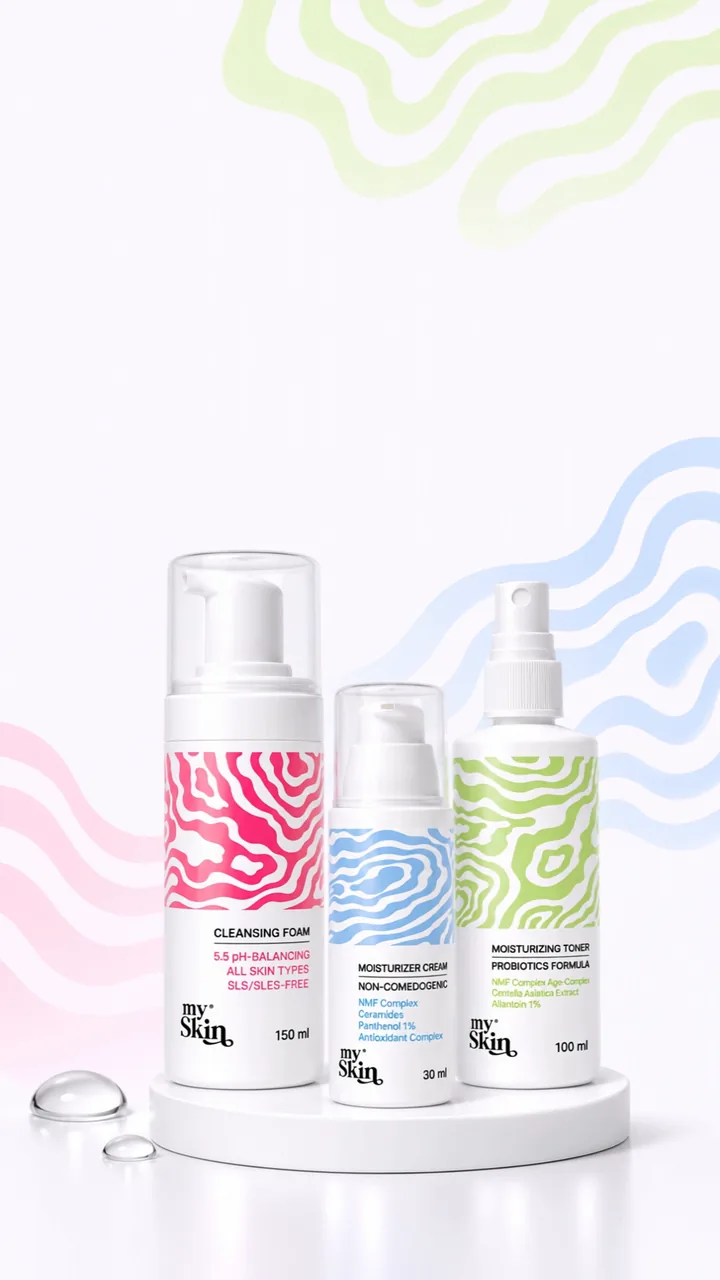 CLEANSING FOAM
5.5 pH-BALANCING
ALL SKIN TYPES
SLS/SLES-FREE
my
Skin
150 ml
MOISTURIZER CREAM
NON-COMEDOGENIC
NMF Complex
Ceramides
Panthenol 1%
Antioxidant Complex
my
Skin
30 ml
MOISTURIZING TONER
PROBIOTICS FORMULA
NMF Complex Age-Complex
Centella Asiatica Extract
Allantoin 1%
my
Skin
100 ml